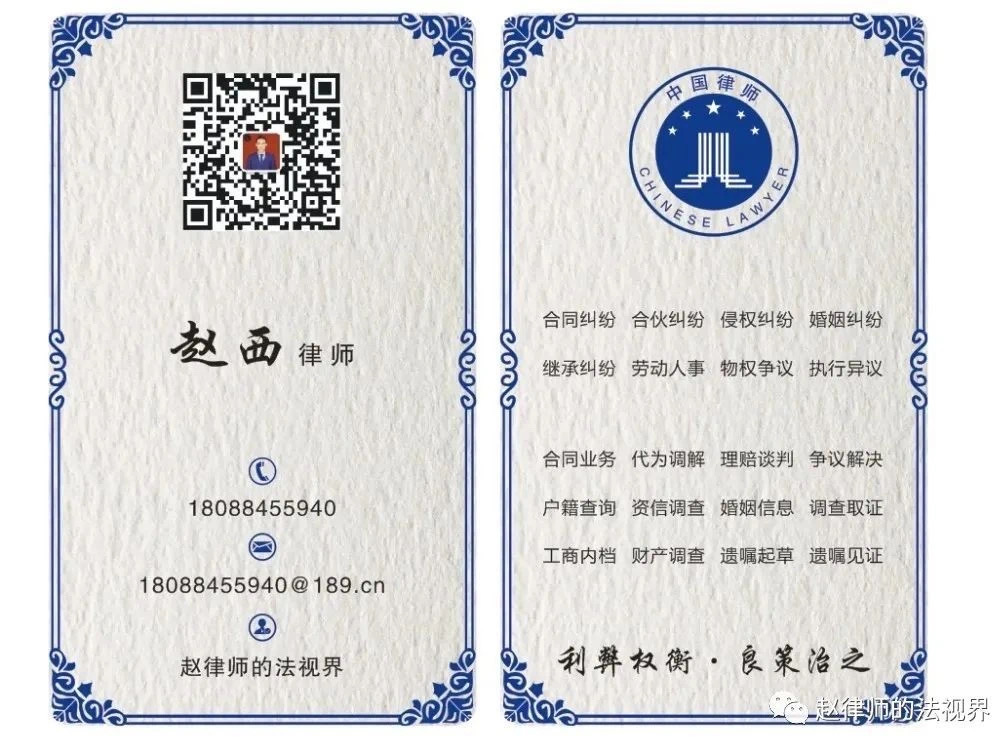 赵西 律师
18088455940
18088455940@189.cn
赵律师的法视界
中国律师
CHINESE LAWYER
合同纠纷 合伙纠纷 侵权纠纷 婚姻纠纷
继承纠纷 劳动人事 物权争议 执行异议
合同业务 代为调解 理赔谈判 争议解决
户籍查询 资信调查 婚姻信息 调查取证
工商内档 财产调查 遗嘱起草 遗嘱见证
利弊权衡·良策治之
赵律师的法视界